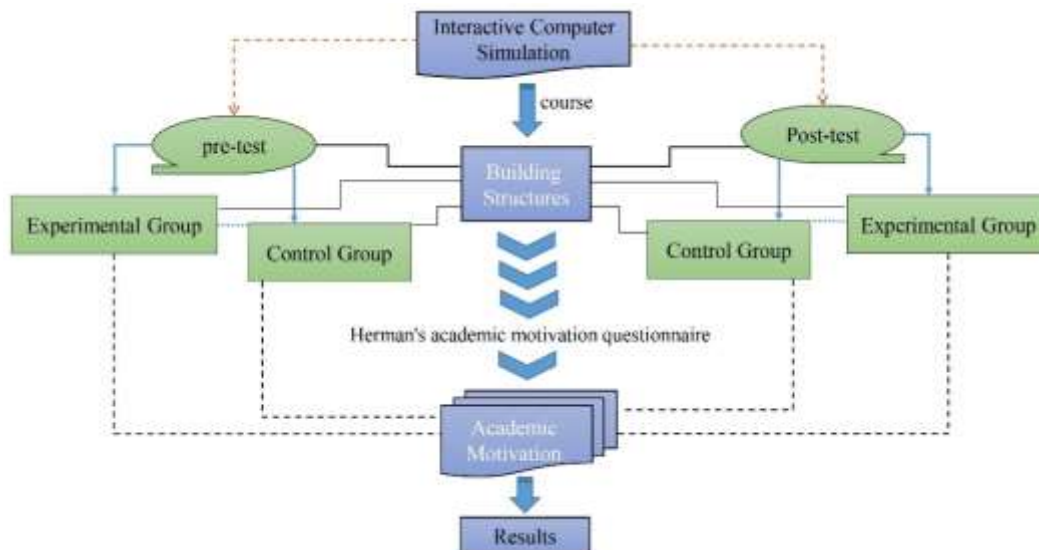 Interactive Computer
Simulation
course
pre-test
Post-test
Building
Structures
Experimental Group
Control Group
Control Group
Experimental Group
Herman's academic motivation questionnaire
Academic
Motivation
Results